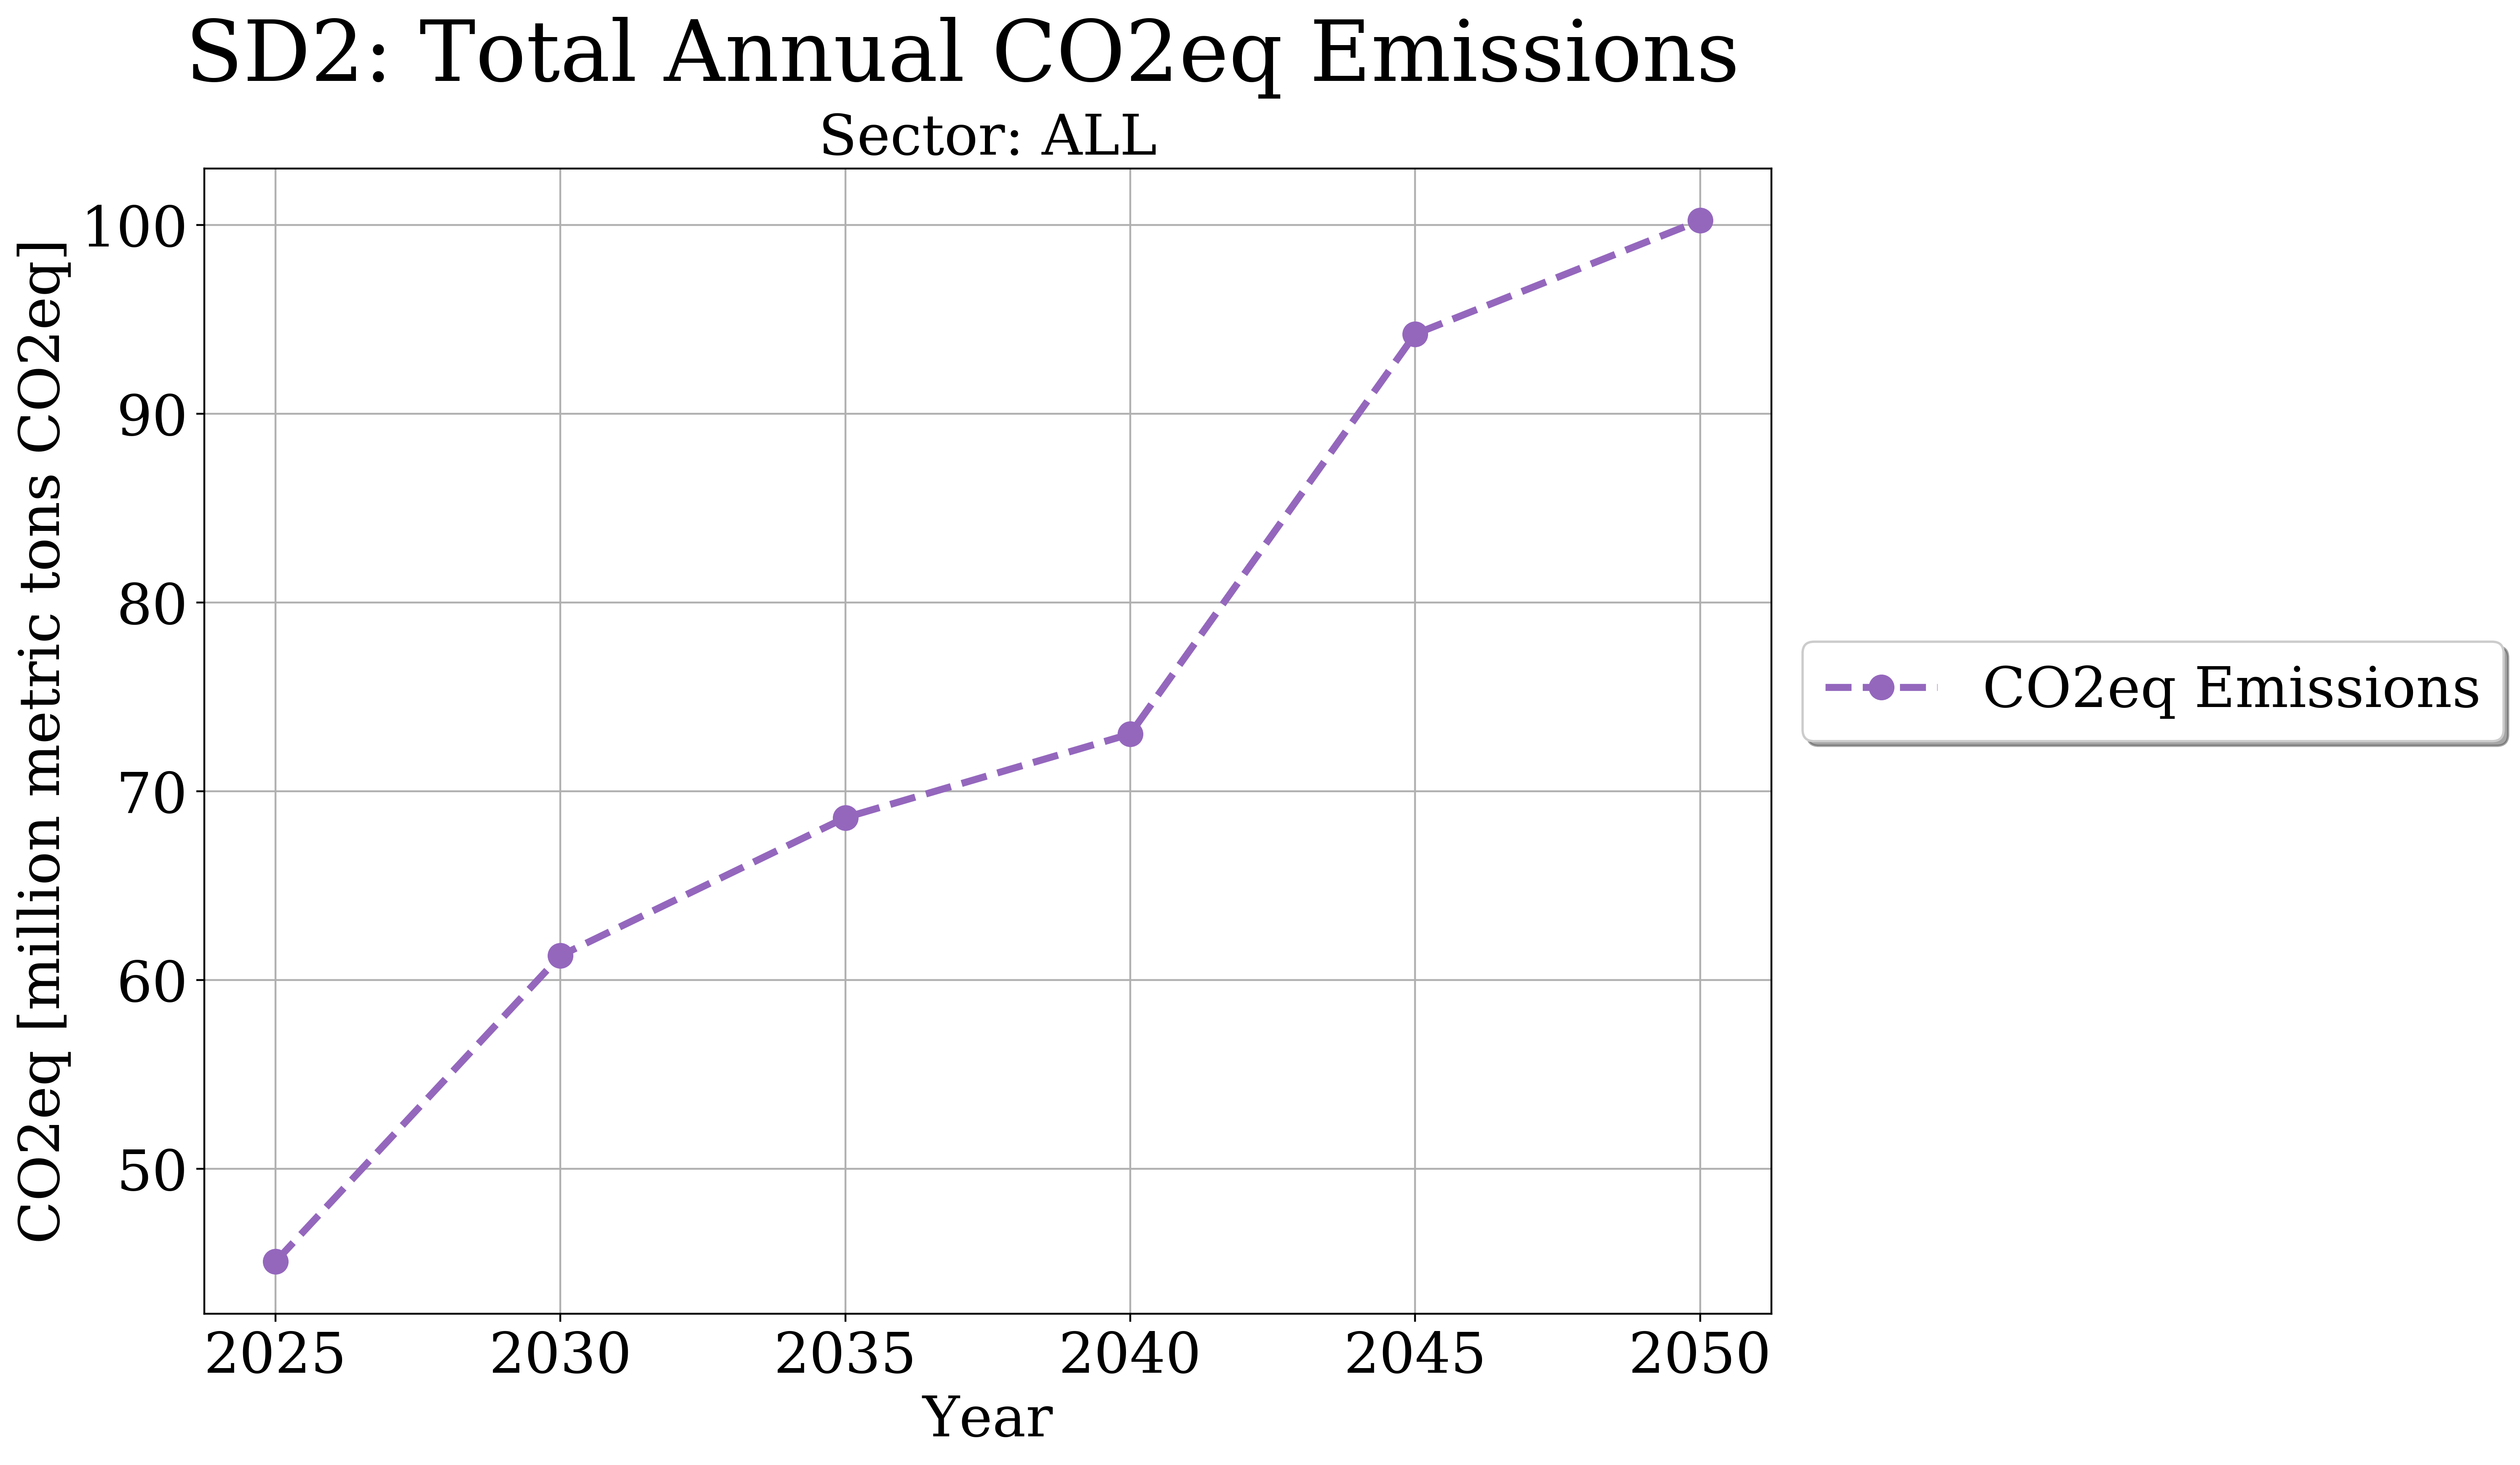 SD2: Total Annual CO2eq Emissions
Sector: ALL
CO2eq [million metric tons CO2eq]
100
90
80
70
60
50
2025 2030 2035 2040 2045 2050
Year
CO2eq Emissions